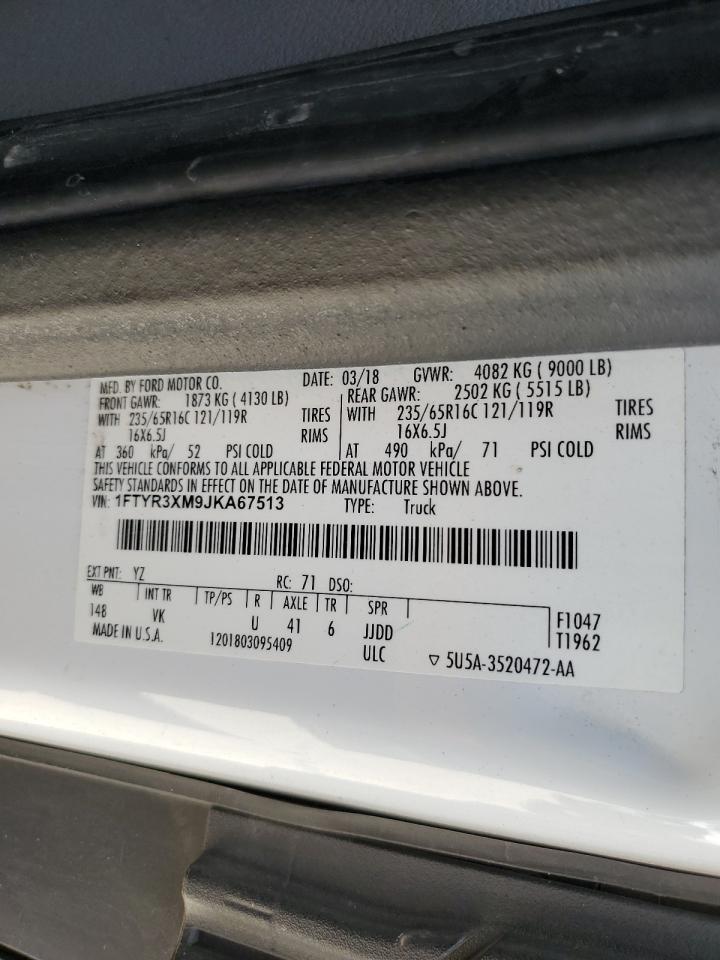 MFD. BY FORD MOTOR CO. DATE: 03/18 GVWR: 4082 KG ( 9000 LB)
FRONT GAWR: 1873 KG ( 4130 LB) REAR GAWR: 2502 KG ( 5515 LB)
WITH 235/65R16C 121/119R TIRES WITH 235/65R16C 121/119R TIRES
16X6.5J RIMS 16X6.5J RIMS
AT 360 kPa/ 52 PSI COLD AT 490 kPa/ 71 PSI COLD
THIS VEHICLE CONFORMS TO ALL APPLICABLE FEDERAL MOTOR VEHICLE
SAFETY STANDARDS IN EFFECT ON THE DATE OF MANUFACTURE SHOWN ABOVE.
VIN: 1FTYR3XM9JKA67513 TYPE: Truck
EXT PNT: YZ RC: 71 DSO:
WB INT TR TP/PS R AXLE TR SPR
148 VK U 41 6 JJDD F1047
MADE IN U.S.A. 1201803095409 ULC T1962
▽ 5U5A-3520472-AA